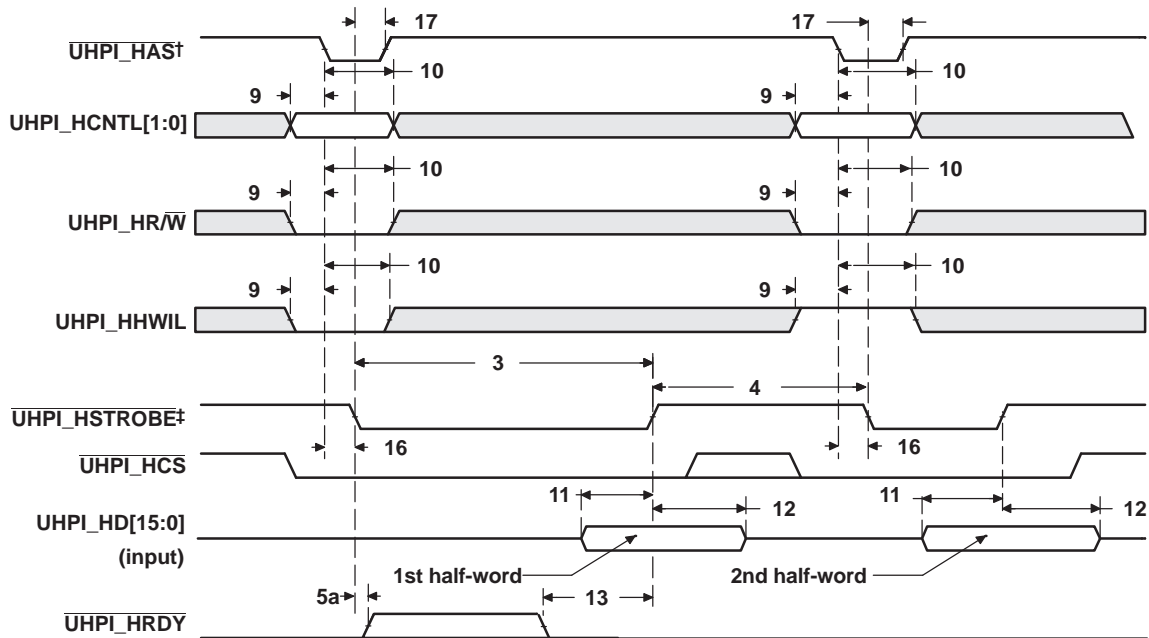 17 17
UHPI_HAS†
10 10
9 9
UHPI_HCNTL[1:0]
10 10
9 9
UHPI_HR/W
10 10
9 9
UHPI_HHWIL
3
4
UHPI_HSTROBE‡
16 16
UHPI_HCS
11 11
12 12
UHPI_HD[15:0]
(input)
1st half-word 2nd half-word
5a 13
UHPI_HRDY